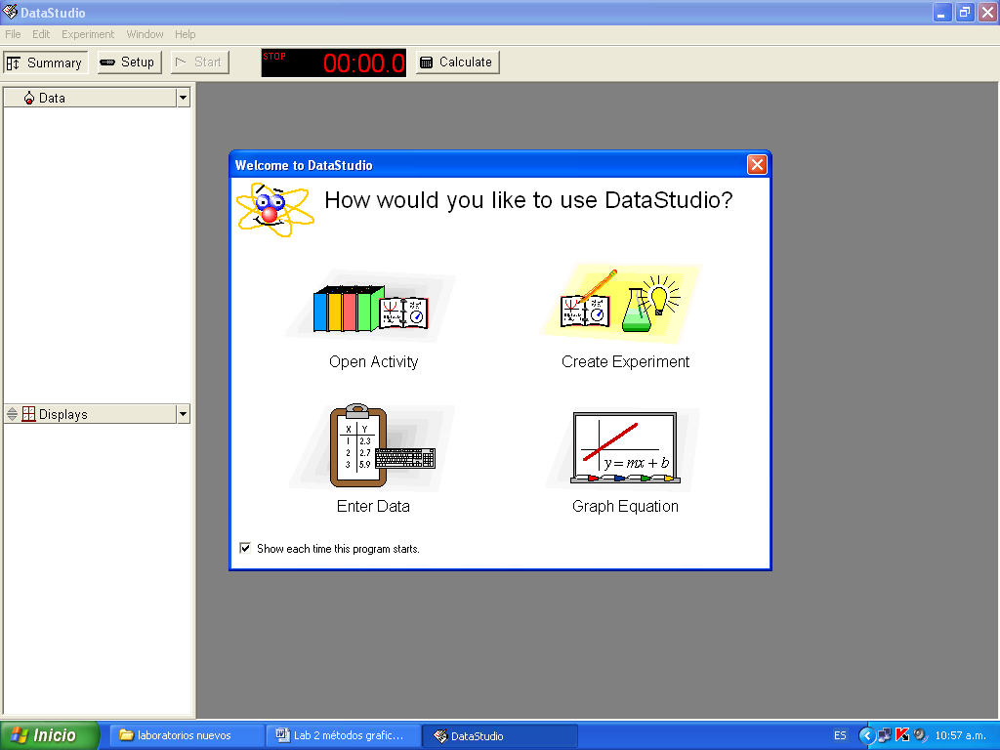 DataStudio
File Edit Experiment Window Help
Summary Setup Start STOP 00:00.0 Calculate
Data
Displays
Welcome to DataStudio
How would you like to use DataStudio?
Open Activity
Create Experiment
X Y
1 2.3
2 2.7
3 5.9
y = mx + b
Enter Data
Graph Equation
Show each time this program starts.
Inicio laboratorios nuevos Lab 2 métodos grafic... DataStudio ES 10:57 a.m.